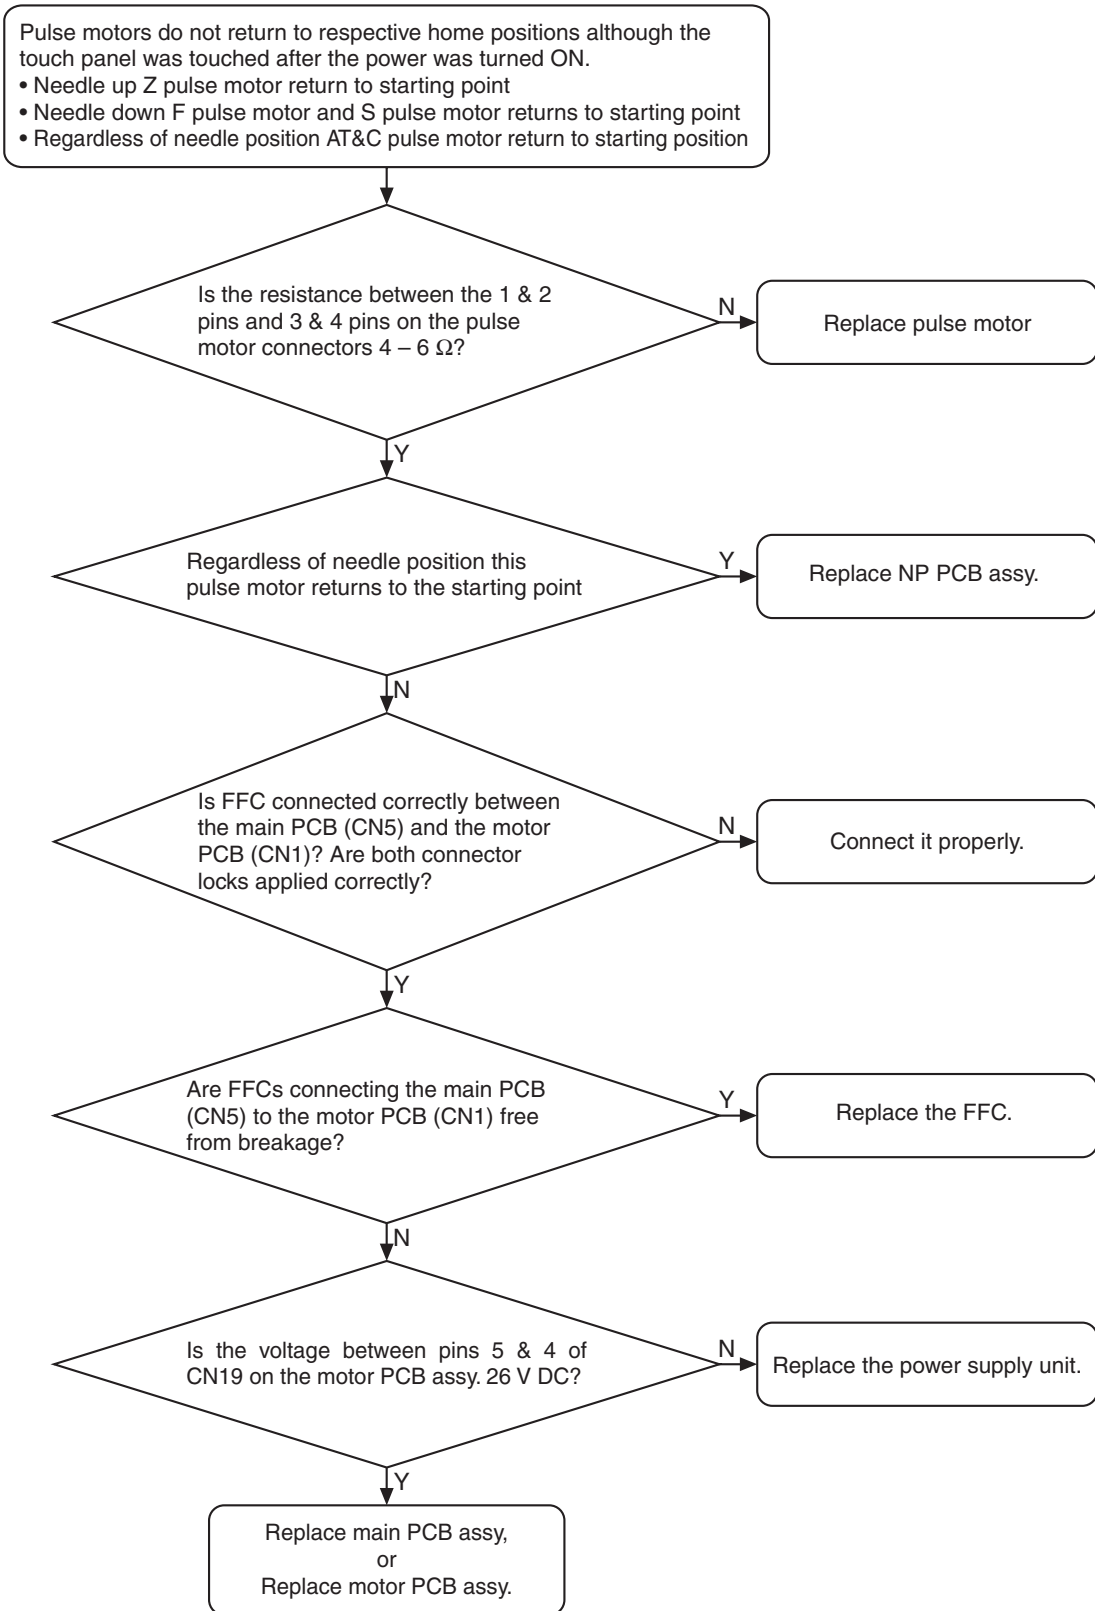 Pulse motors do not return to respective home positions although the
touch panel was touched after the power was turned ON.
• Needle up Z pulse motor return to starting point
• Needle down F pulse motor and S pulse motor returns to starting point
• Regardless of needle position AT&C pulse motor return to starting position
Is the resistance between the 1 & 2
pins and 3 & 4 pins on the pulse
motor connectors 4 – 6 Ω?
N
Replace pulse motor
Y
Regardless of needle position this
pulse motor returns to the starting point
Y
Replace NP PCB assy.
N
Is FFC connected correctly between
the main PCB (CN5) and the motor
PCB (CN1)? Are both connector
locks applied correctly?
N
Connect it properly.
Y
Are FFCs connecting the main PCB
(CN5) to the motor PCB (CN1) free
from breakage?
Y
Replace the FFC.
N
Is the voltage between pins 5 & 4 of
CN19 on the motor PCB assy. 26 V DC?
N
Replace the power supply unit.
Y
Replace main PCB assy,
or
Replace motor PCB assy.